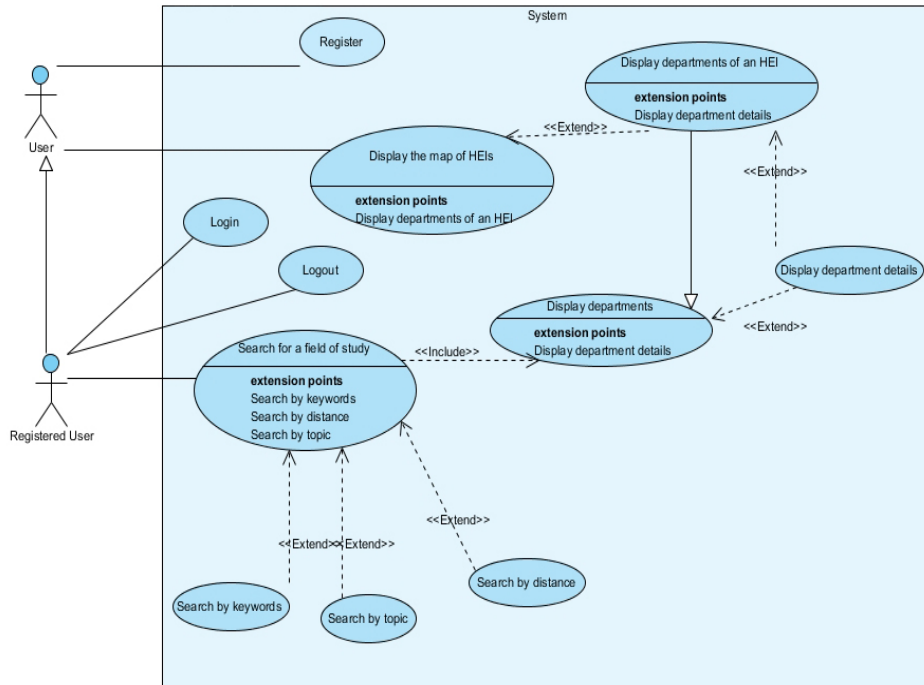 System
Register
Display departments of an HEI
extension points
Display department details
<<Extend>>
User
Display the map of HEIs
extension points
Display departments of an HEI
<<Extend>>
Login
Logout
Display department details
Display departments
extension points
Display department details
<<Extend>>
Search for a field of study
<<Include>>
extension points
Search by keywords
Search by distance
Search by topic
Registered User
<<Extend>>
<<Extend>>
<<Extend>>
Search by distance
Search by keywords
Search by topic